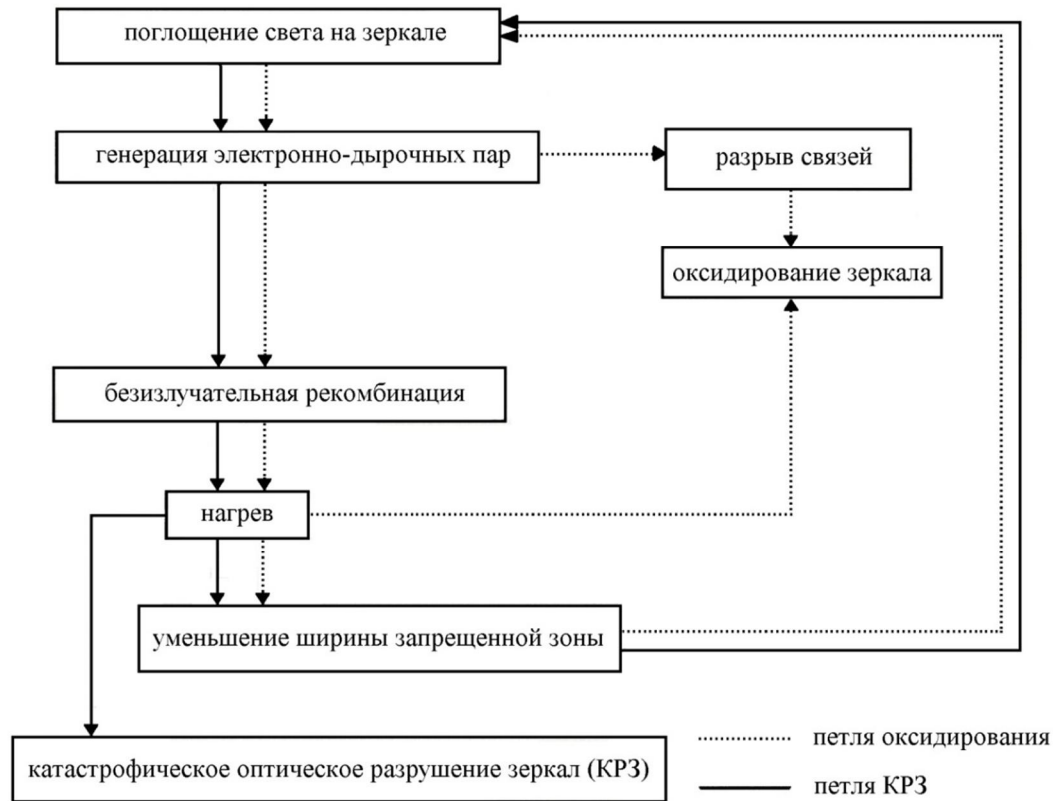 поглощение света на зеркале
генерация электронно-дырочных пар
разрыв связей
оксидирование зеркала
безизлучательная рекомбинация
нагрев
уменьшение ширины запрещенной зоны
петля оксидирования
катастрофическое оптическое разрушение зеркал (КРЗ)
петля КРЗ